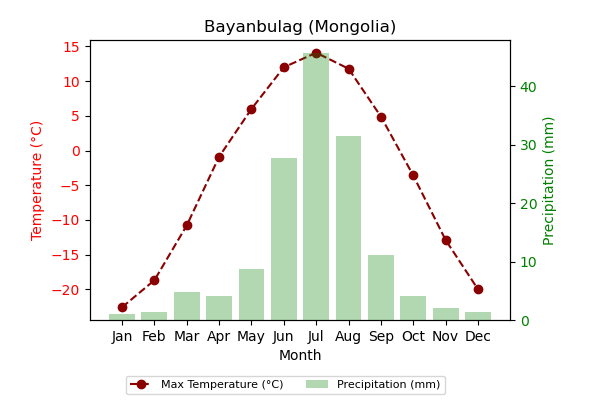 Bayanbulag (Mongolia)
Temperature (°C)
15
10
5
0
−5
−10
−15
−20
40
30
20
10
0
Precipitation (mm)
Jan Feb Mar Apr May Jun Jul Aug Sep Oct Nov Dec
Month
Max Temperature (°C) Precipitation (mm)